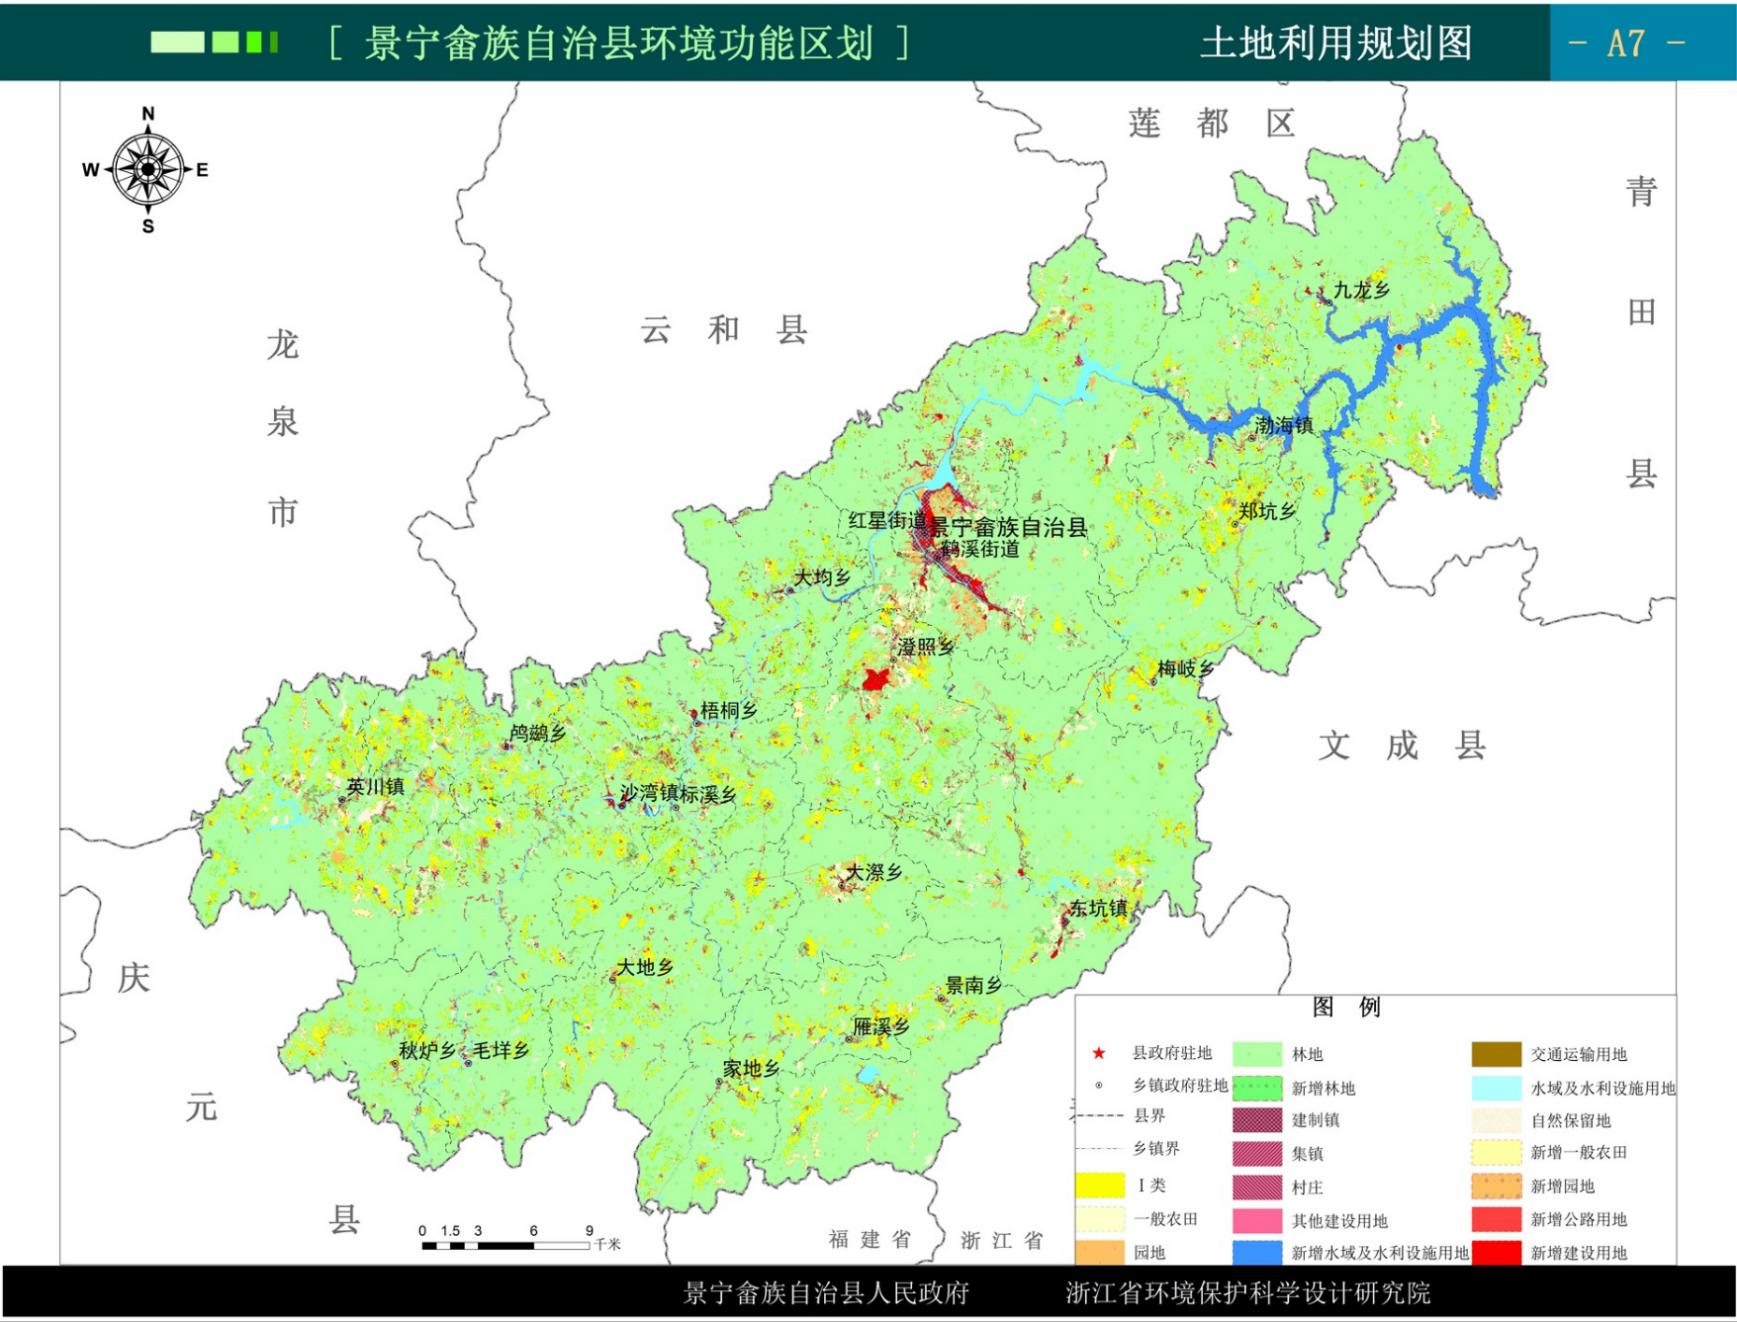 [ 景宁畲族自治县环境功能区划 ]
土地利用规划图
- A7 -
N
W E
S
莲都区
青田县
云和县
龙泉市
文成县
庆元县
福建省
浙江省
九龙乡
渤海镇
郑坑乡
红星街道
景宁畲族自治县
鹤溪街道
大均乡
澄照乡
梅岐乡
梧桐乡
鸬鹚乡
英川镇
沙湾镇
标溪乡
大漈乡
东坑镇
大地乡
景南乡
雁溪乡
秋炉乡
毛垟乡
家地乡
0 1.5 3 6 9
千米
图 例
县政府驻地
乡镇政府驻地
县界
乡镇界
I类
一般农田
园地
林地
新增林地
建制镇
集镇
村庄
其他建设用地
新增水域及水利设施用地
交通运输用地
水域及水利设施用地
自然保留地
新增一般农田
新增园地
新增公路用地
新增建设用地
景宁畲族自治县人民政府
浙江省环境保护科学设计研究院